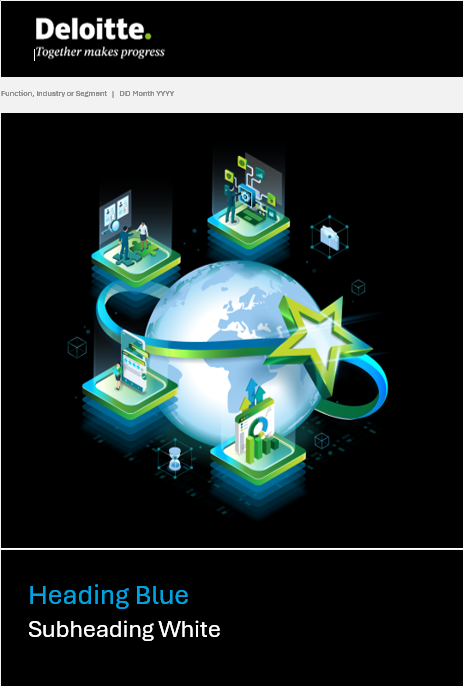 Deloitte.
Together makes progress
Function, Industry or Segment | DD Month YYYY
Heading Blue
Subheading White